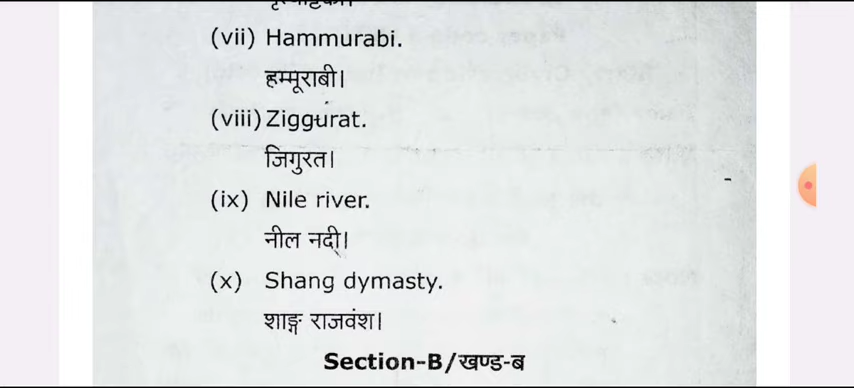 (vii) Hammurabi.
हम्मूराबी।
(viii) Ziggurat.
जिगुरत।
(ix) Nile river.
नील नदी।
(x) Shang dymasty.
शाङ्ग राजवंश।
Section-B/खण्ड-ब